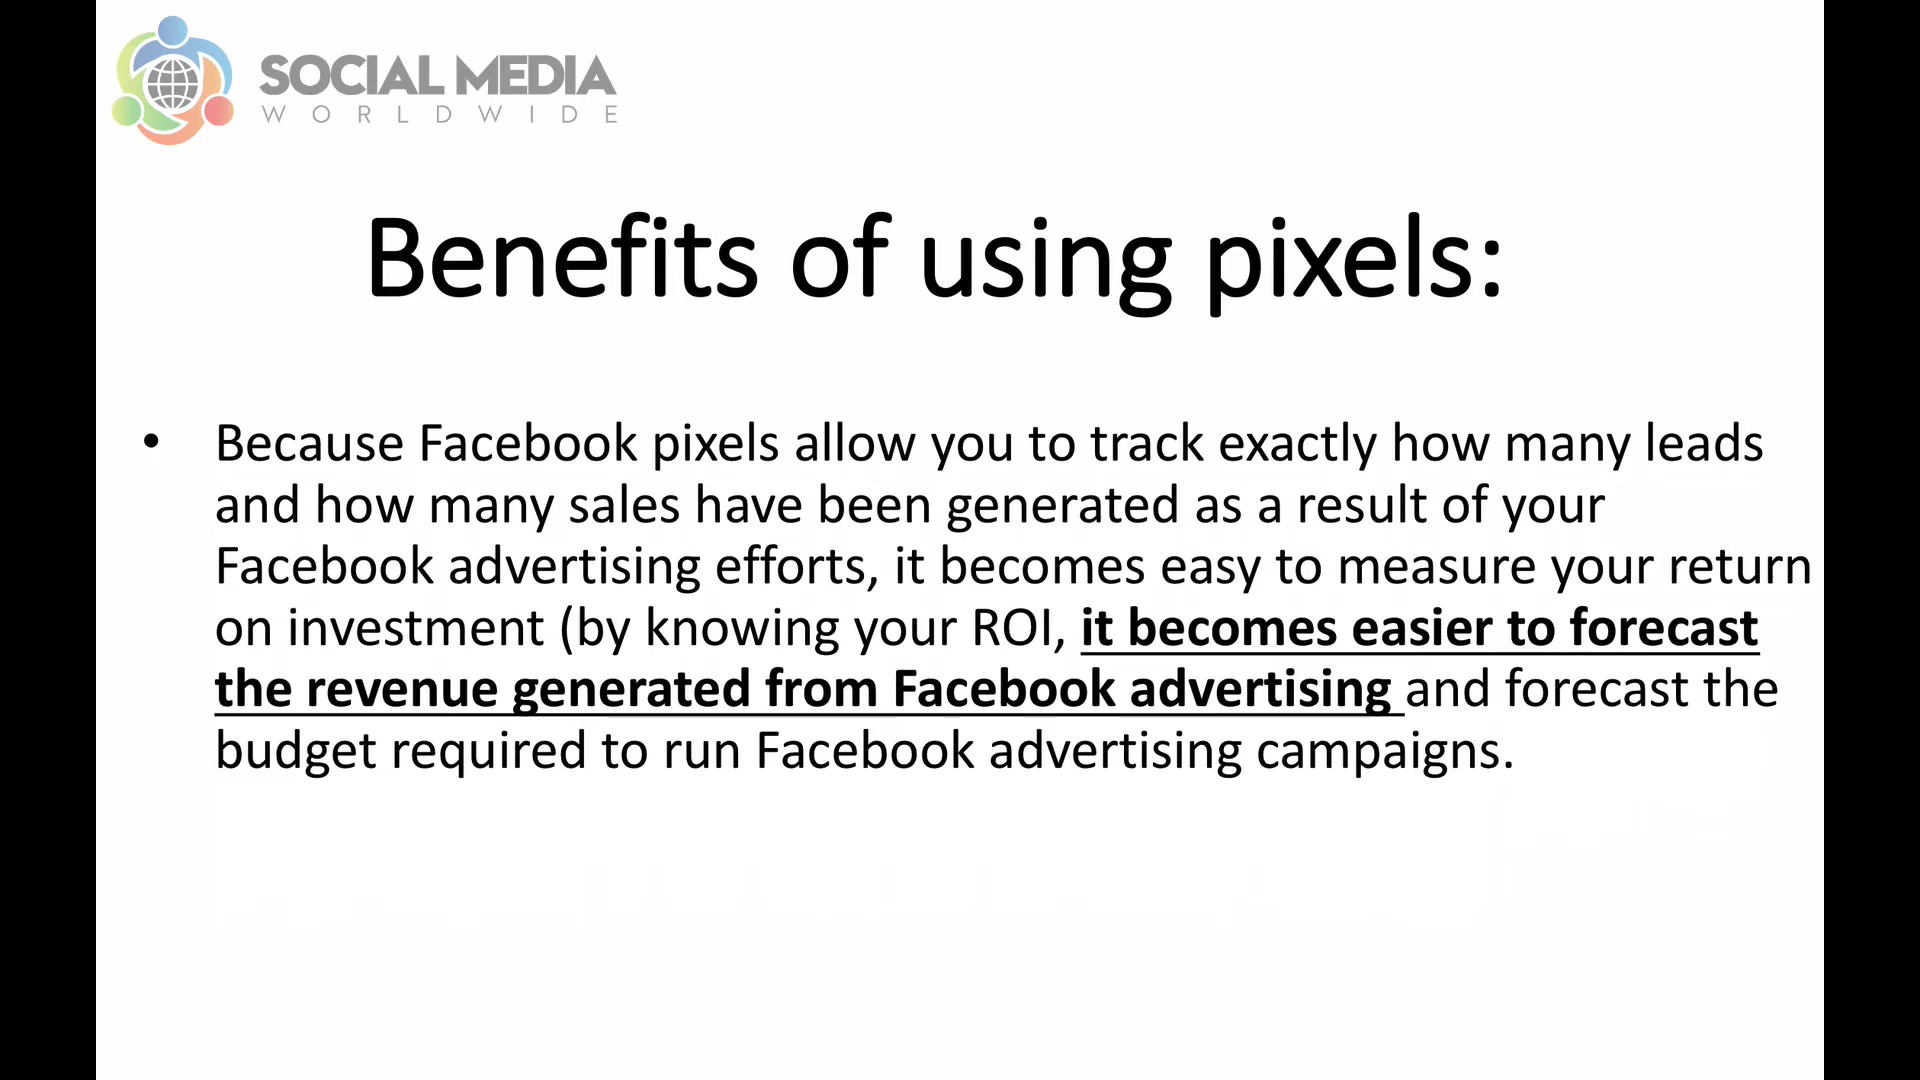 SOCIAL MEDIA
WORLDWIDE
Benefits of using pixels:
• Because Facebook pixels allow you to track exactly how many leads
and how many sales have been generated as a result of your
Facebook advertising efforts, it becomes easy to measure your return
on investment (by knowing your ROI, it becomes easier to forecast
the revenue generated from Facebook advertising and forecast the
budget required to run Facebook advertising campaigns.